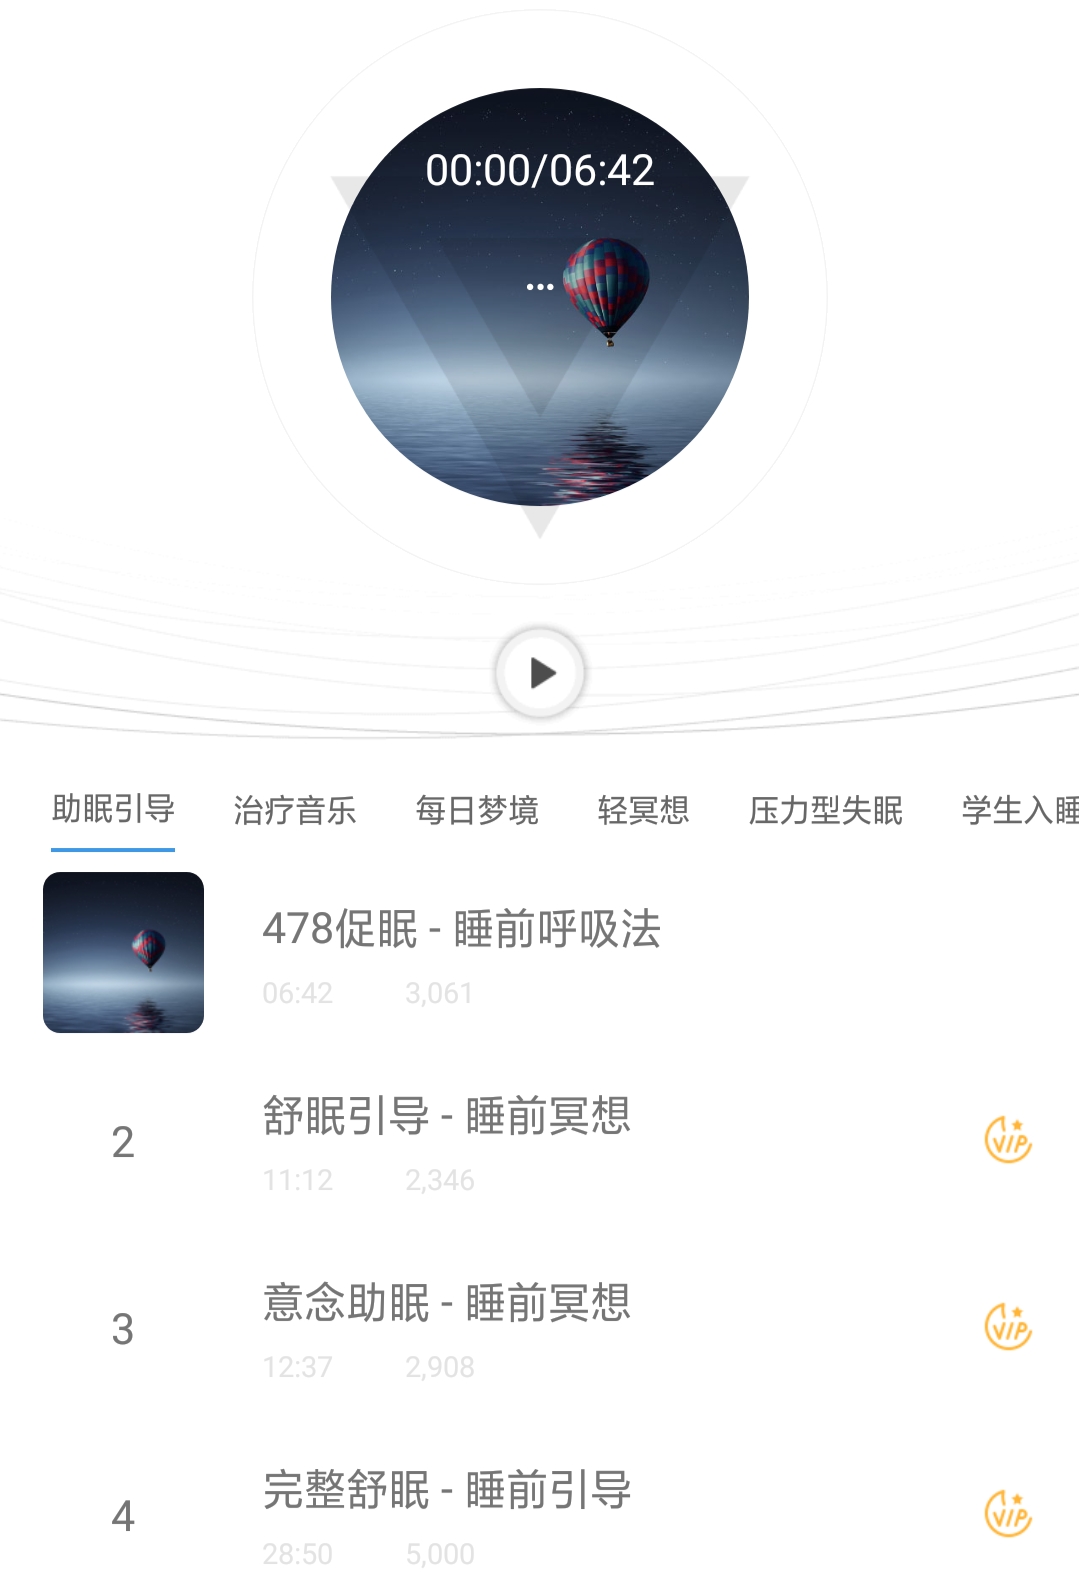 00:00/06:42
...
助眠引导 治疗音乐 每日梦境 轻冥想 压力型失眠 学生入睡
478促眠 - 睡前呼吸法
06:42 3,061
2
舒眠引导 - 睡前冥想
11:12 2,346
VIP
3
意念助眠 - 睡前冥想
12:37 2,908
VIP
4
完整舒眠 - 睡前引导
28:50 5,000
VIP